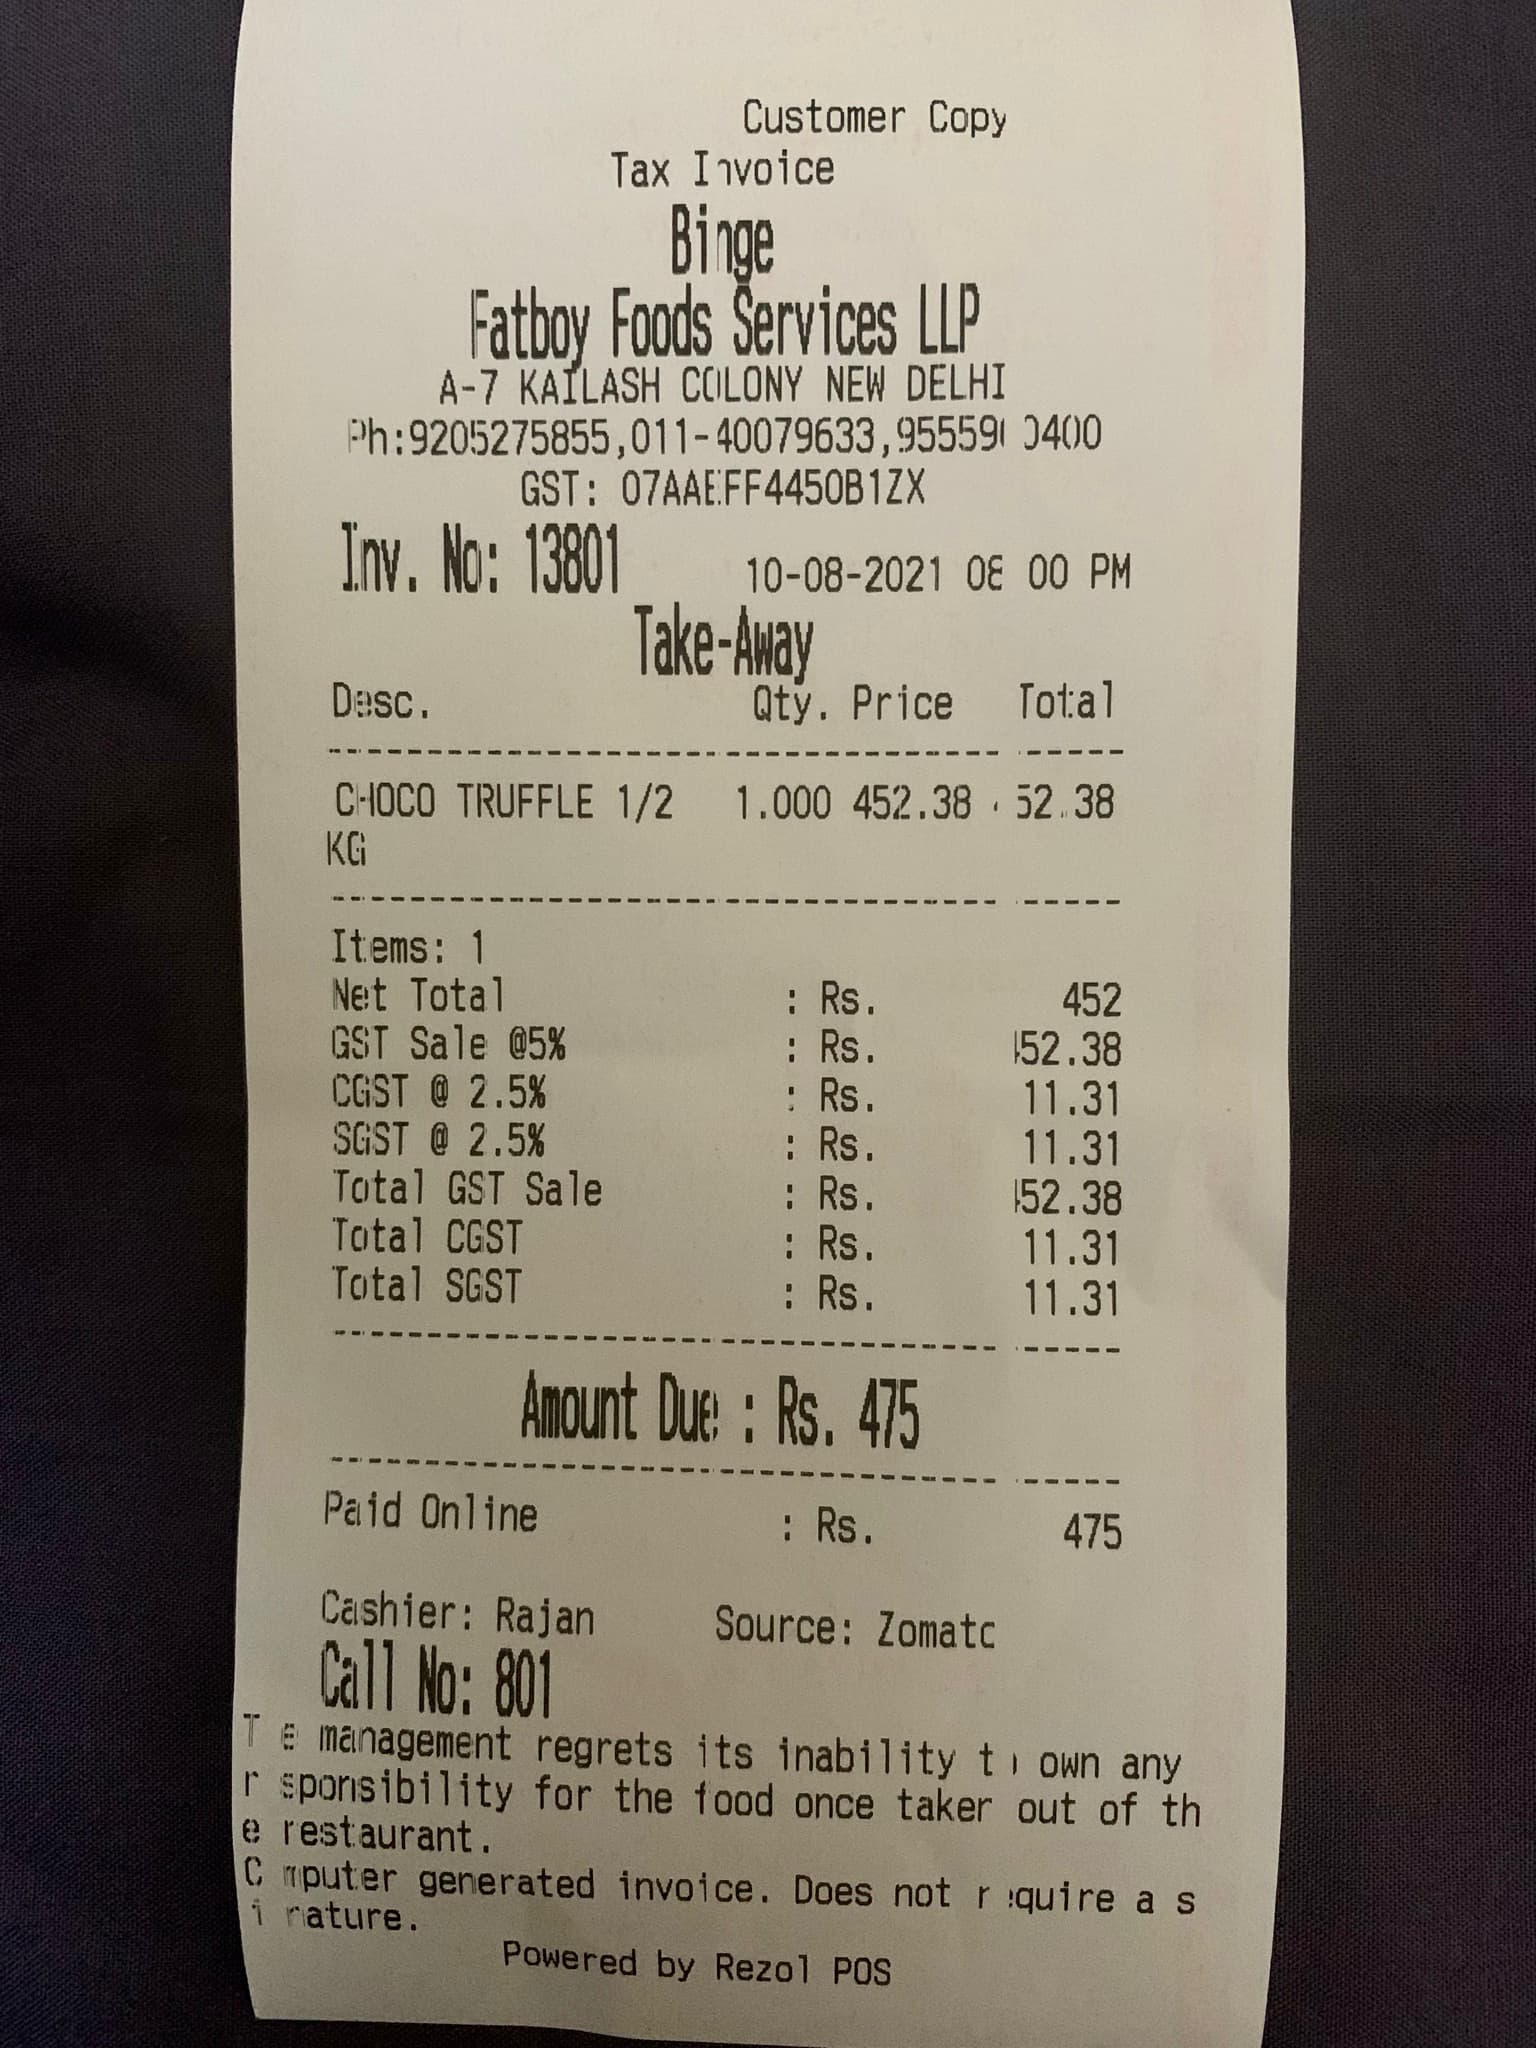 Customer Copy
Tax Invoice
Binge
Fatboy Foods Services LLP
A-7 KAILASH COLONY NEW DELHI
Ph:9205275855,011-40079633,
GST: 07AAEFF4450B1ZX
Inv. No: 13801 10-08-2021 08 00 PM
Take-Away
Desc. Qty. Price Total
CHOCO TRUFFLE 1/2 1.000 452.38 452.38
KG
Items: 1
Net Total : Rs. 452
GST Sale @5% : Rs. 452.38
CGST @ 2.5% : Rs. 11.31
SGST @ 2.5% : Rs. 11.31
Total GST Sale : Rs. 452.38
Total CGST : Rs. 11.31
Total SGST : Rs. 11.31
Amount Due : Rs. 475
Paid Online : Rs. 475
Cashier: Rajan Source: Zomato
Call No: 801
The management regrets its inability to own any
responsibility for the food once taken out of th
e restaurant.
Computer generated invoice. Does not require a s
ignature.
Powered by Rezol POS